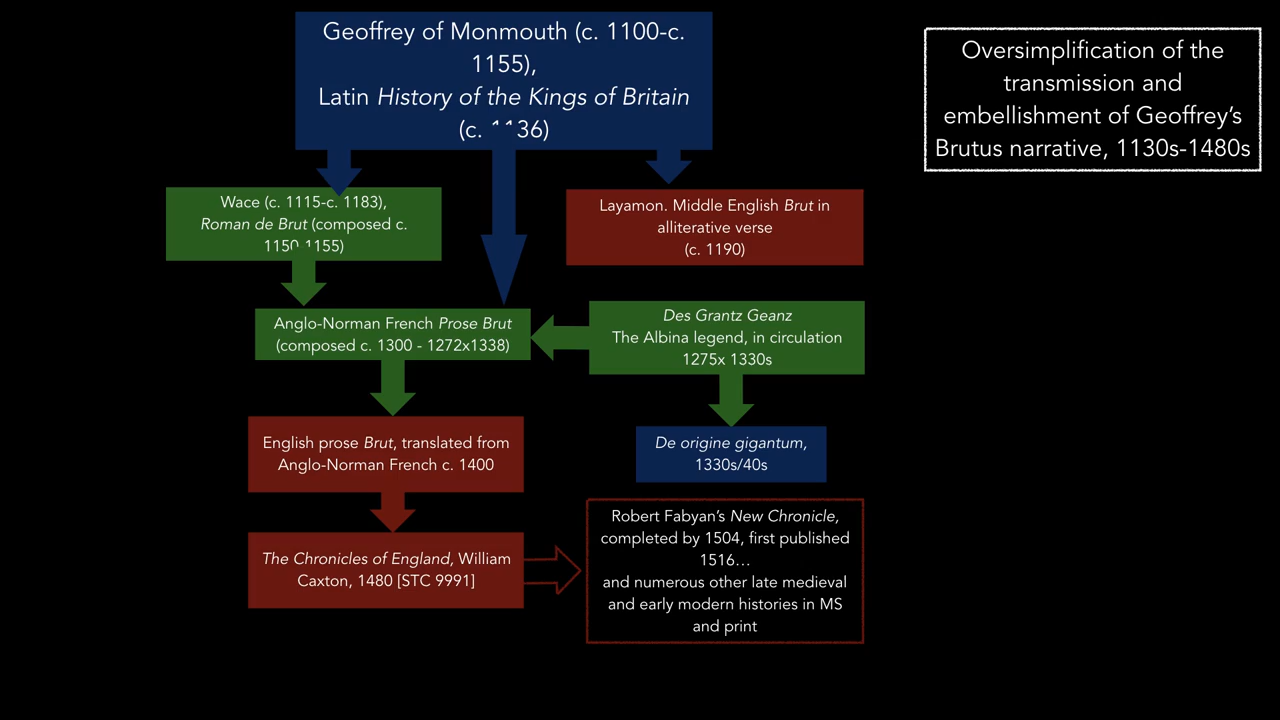 Geoffrey of Monmouth (c. 1100-c.
1155),
Latin History of the Kings of Britain
(c. 1136)
Oversimplification of the
transmission and
embellishment of Geoffrey’s
Brutus narrative, 1130s-1480s
Wace (c. 1115-c. 1183),
Roman de Brut (composed c.
1150-1155)
Layamon. Middle English Brut in
alliterative verse
(c. 1190)
Anglo-Norman French Prose Brut
(composed c. 1300 - 1272x1338)
Des Grantz Geanz
The Albina legend, in circulation
1275x 1330s
English prose Brut, translated from
Anglo-Norman French c. 1400
De origine gigantum,
1330s/40s
The Chronicles of England, William
Caxton, 1480 [STC 9991]
Robert Fabyan’s New Chronicle,
completed by 1504, first published
1516…
and numerous other late medieval
and early modern histories in MS
and print